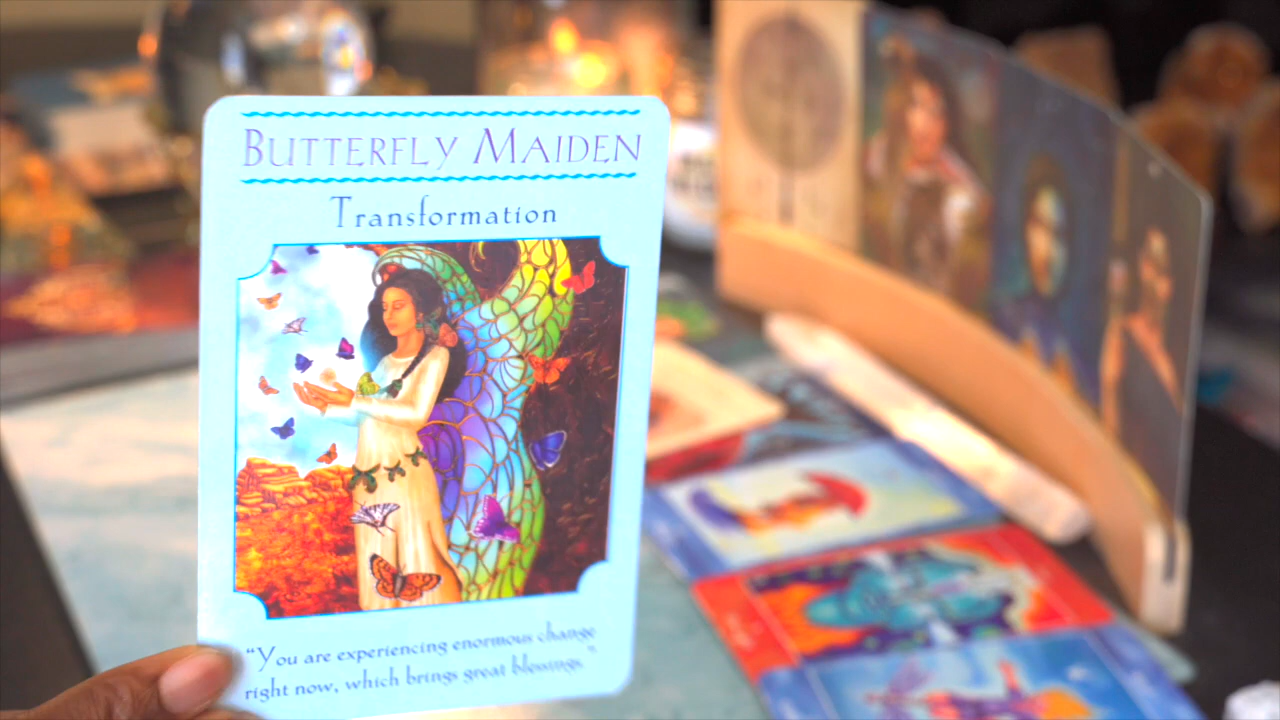 BUTTERFLY MAIDEN
Transformation
"You are experiencing enormous change
right now, which brings great blessings."